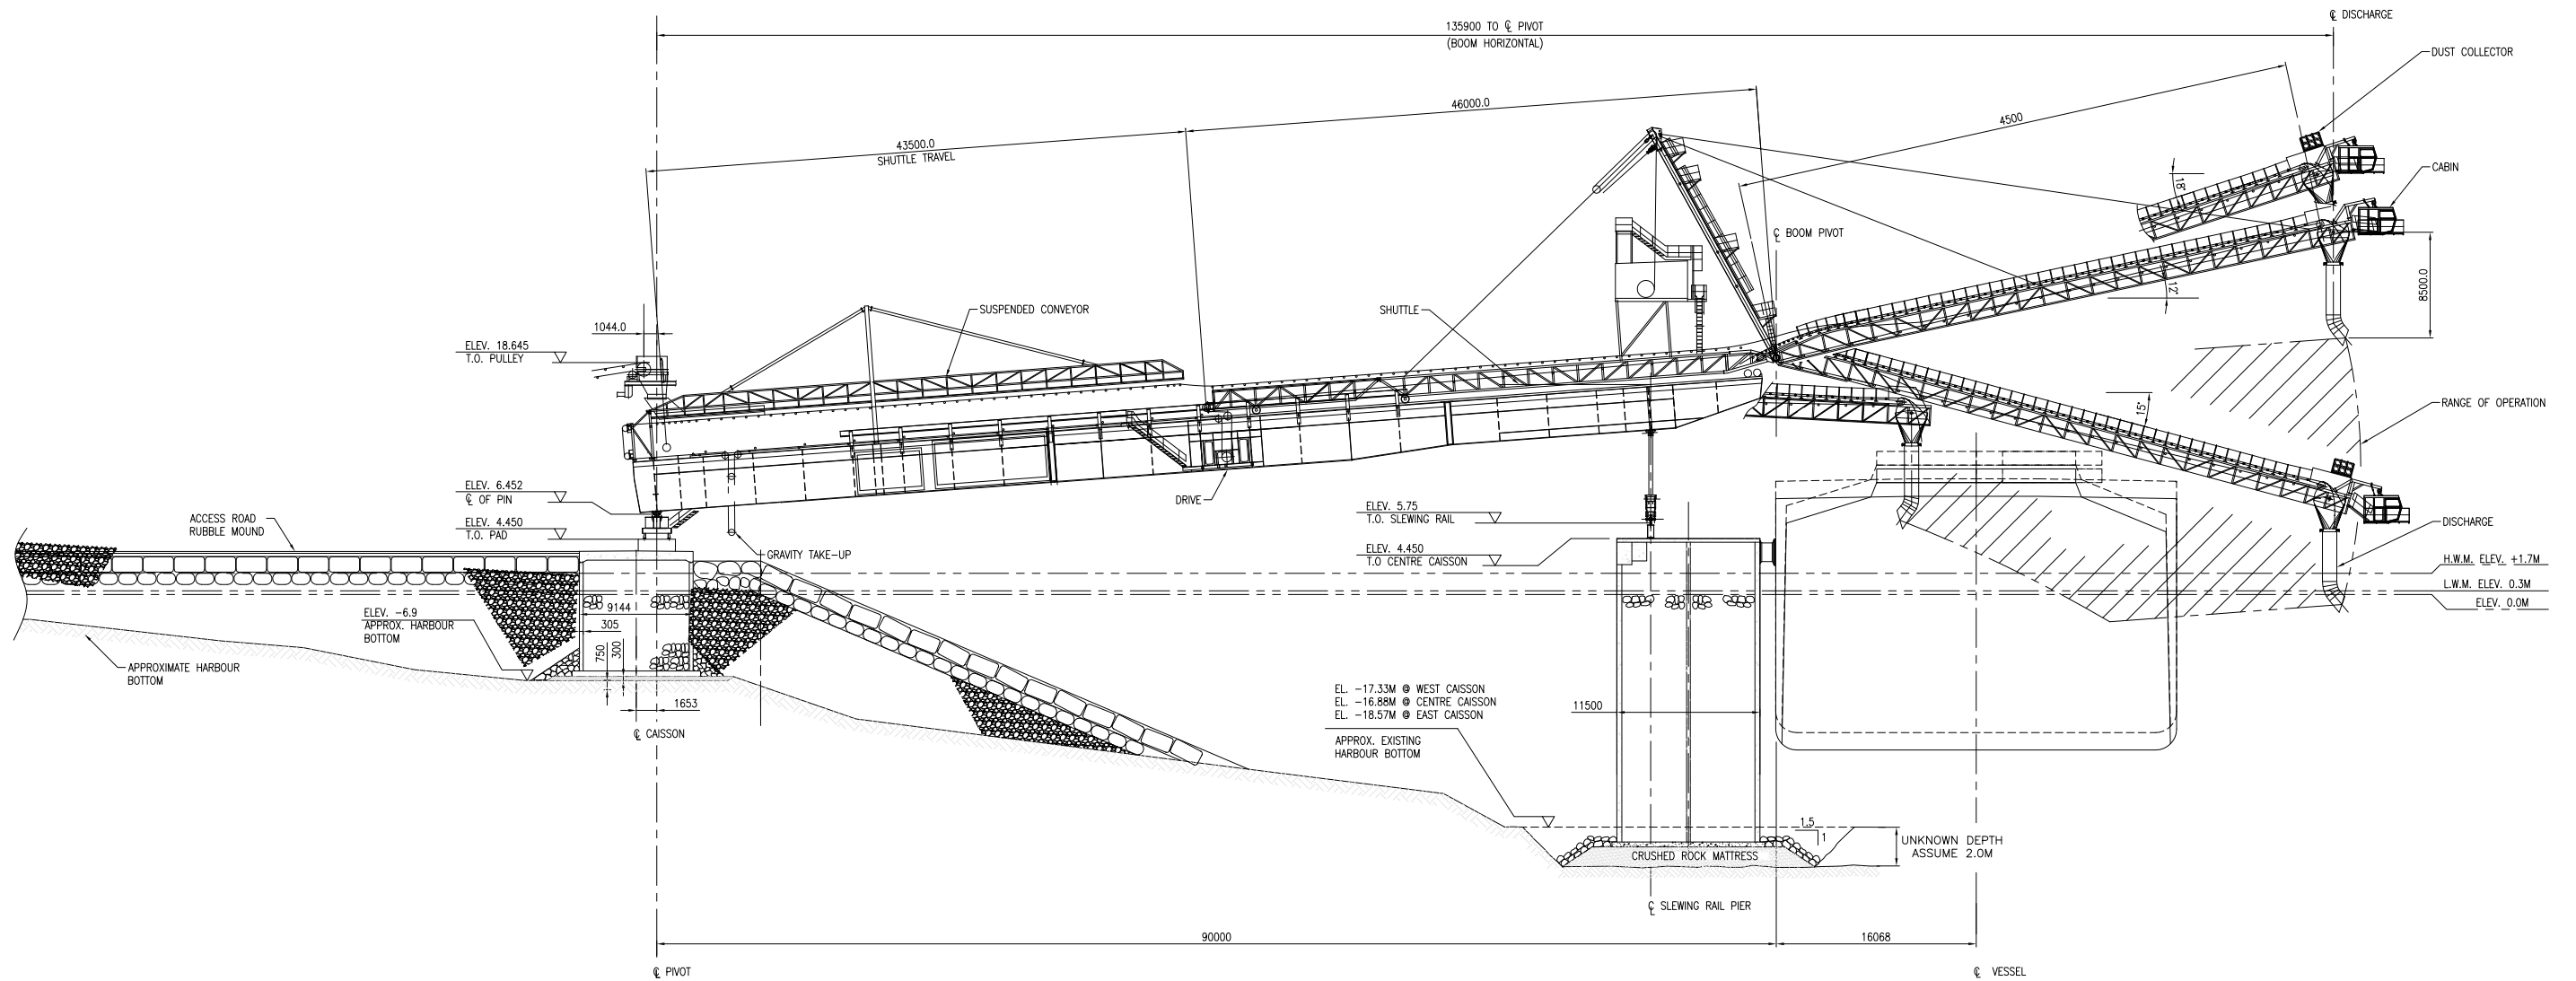 ℄ DISCHARGE
135900 TO ℄ PIVOT
(BOOM HORIZONTAL)
DUST COLLECTOR
46000.0
4500
43500.0
SHUTTLE TRAVEL
CABIN
18°
℄ BOOM PIVOT
8500.0
12°
SUSPENDED CONVEYOR
SHUTTLE
1044.0
ELEV. 18.645
T.O. PULLEY
RANGE OF OPERATION
15°
ELEV. 6.452
℄ OF PIN
DRIVE
ELEV. 5.75
T.O. SLEWING RAIL
ACCESS ROAD
RUBBLE MOUND
ELEV. 4.450
T.O. PAD
DISCHARGE
GRAVITY TAKE-UP
ELEV. 4.450
T.O CENTRE CAISSON
H.W.M. ELEV. +1.7M
L.W.M. ELEV. 0.3M
ELEV. 0.0M
9144
ELEV. -6.9
APPROX. HARBOUR
BOTTOM
305
750
300
APPROXIMATE HARBOUR
BOTTOM
1653
℄ CAISSON
EL. -17.33M @ WEST CAISSON
EL. -16.88M @ CENTRE CAISSON
EL. -18.57M @ EAST CAISSON
APPROX. EXISTING
HARBOUR BOTTOM
11500
1.5
1
UNKNOWN DEPTH
ASSUME 2.0M
CRUSHED ROCK MATTRESS
℄ SLEWING RAIL PIER
90000
16068
℄ PIVOT
℄ VESSEL